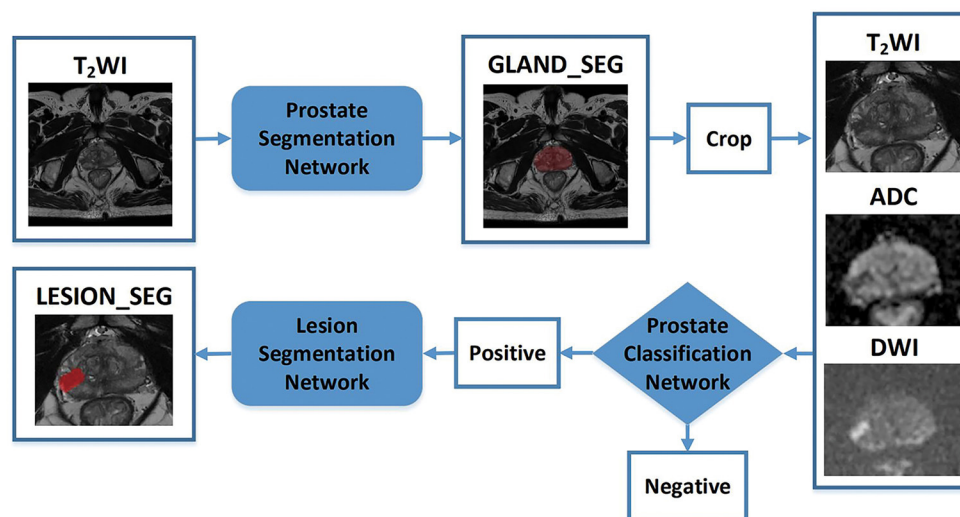 T₂WI
Prostate
Segmentation
Network
GLAND_SEG
Crop
T₂WI
ADC
DWI
Prostate
Classification
Network
Positive
Negative
Lesion
Segmentation
Network
LESION_SEG